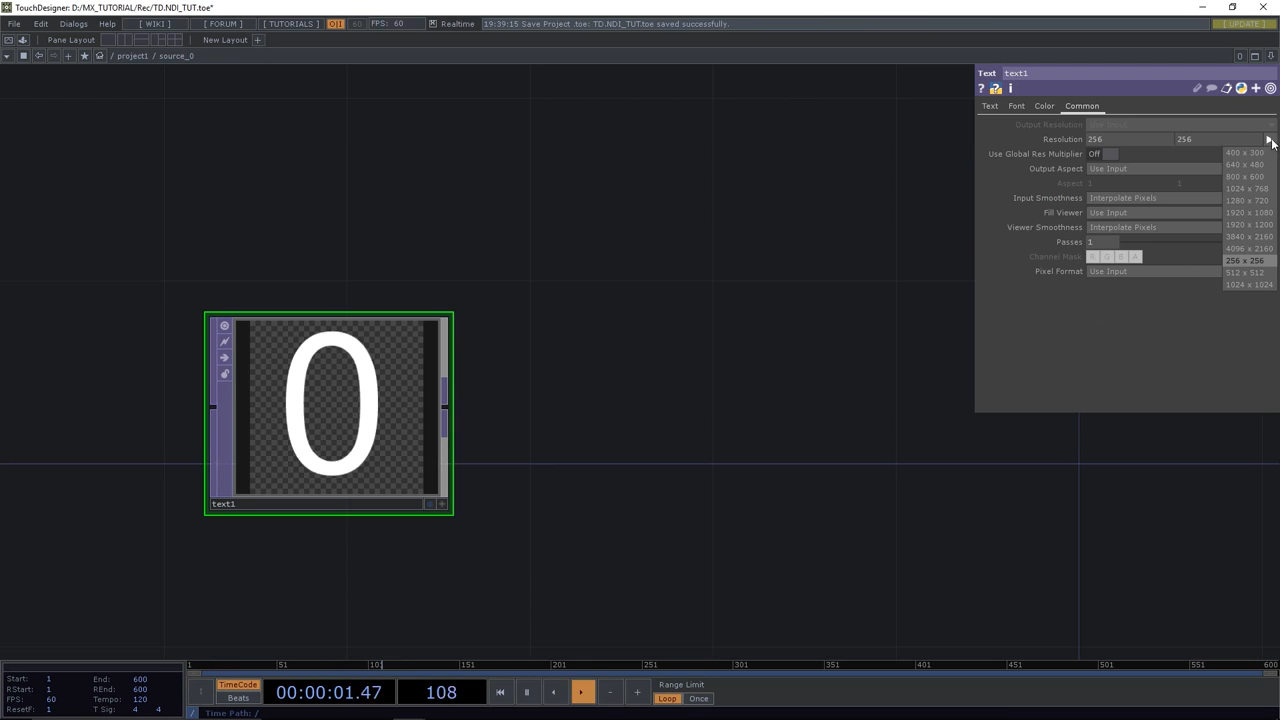 TouchDesigner: D:/MX_TUTORIAL/Rec/TD.NDI_TUT.toe*
File Edit Dialogs Help [ WIKI ] [ FORUM ] [ TUTORIALS ] O|I 60 FPS: 60 Realtime 19:39:15 Save Project .toe: TD.NDI_TUT.toe saved successfully. [ UPDATE ]
Pane Layout New Layout +
/ project1 / source_0 0
Text text1
? ? i
Text Font Color Common
Output Resolution Use Input
Resolution 256 256
Use Global Res Multiplier Off
Output Aspect Use Input
Aspect 1 1
Input Smoothness Interpolate Pixels
Fill Viewer Use Input
Viewer Smoothness Interpolate Pixels
Passes 1
Channel Mask R G B A
Pixel Format Use Input
400 x 300
640 x 480
800 x 600
1024 x 768
1280 x 720
1920 x 1080
1920 x 1200
3840 x 2160
4096 x 2160
256 x 256
512 x 512
1024 x 1024
0
text1
1 51 101 151 201 251 301 351 401 451 501 551 600
Start: 1 End: 600
RStart: 1 REnd: 600
FPS: 60 Tempo: 120
ResetF: 1 T Sig: 4 4
TimeCode
Beats
00:00:01.47 108
- +
Range Limit
Loop Once
/ Time Path: /